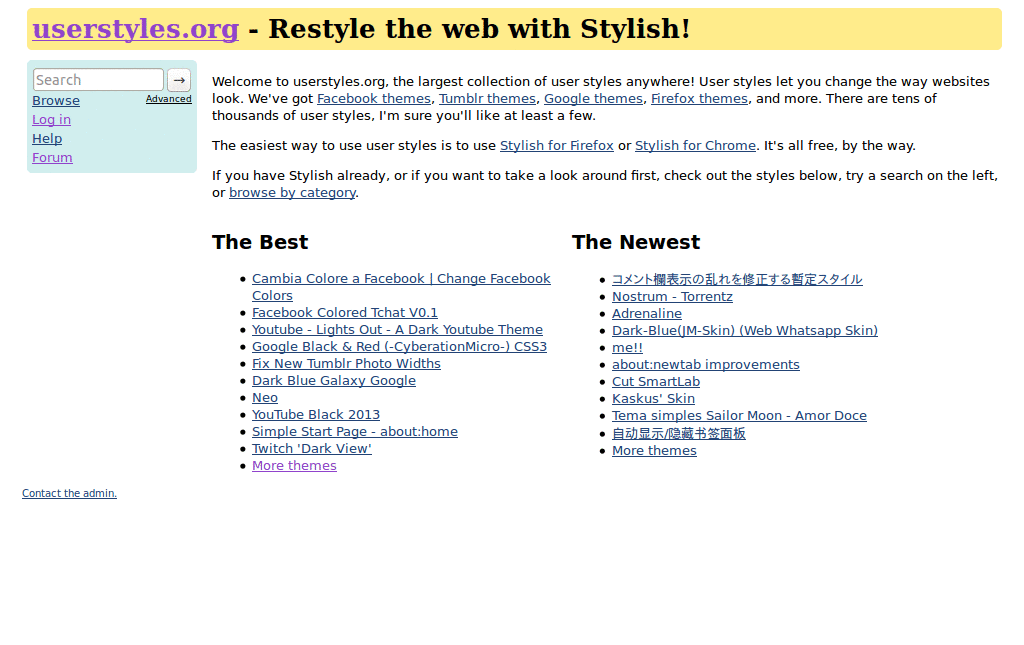 userstyles.org - Restyle the web with Stylish!
Search →
Browse Advanced
Log in
Help
Forum
Welcome to userstyles.org, the largest collection of user styles anywhere! User styles let you change the way websites
look. We've got Facebook themes, Tumblr themes, Google themes, Firefox themes, and more. There are tens of
thousands of user styles, I'm sure you'll like at least a few.
The easiest way to use user styles is to use Stylish for Firefox or Stylish for Chrome. It's all free, by the way.
If you have Stylish already, or if you want to take a look around first, check out the styles below, try a search on the left,
or browse by category.
The Best
Cambia Colore a Facebook | Change Facebook
Colors
Facebook Colored Tchat V0.1
Youtube - Lights Out - A Dark Youtube Theme
Google Black & Red (-CyberationMicro-) CSS3
Fix New Tumblr Photo Widths
Dark Blue Galaxy Google
Neo
YouTube Black 2013
Simple Start Page - about:home
Twitch 'Dark View'
More themes
The Newest
コメント欄表示の乱れを修正する暫定スタイル
Nostrum - Torrentz
Adrenaline
Dark-Blue(JM-Skin) (Web Whatsapp Skin)
me!!
about:newtab improvements
Cut SmartLab
Kaskus' Skin
Tema simples Sailor Moon - Amor Doce
自动显示/隐藏书签面板
More themes
Contact the admin.